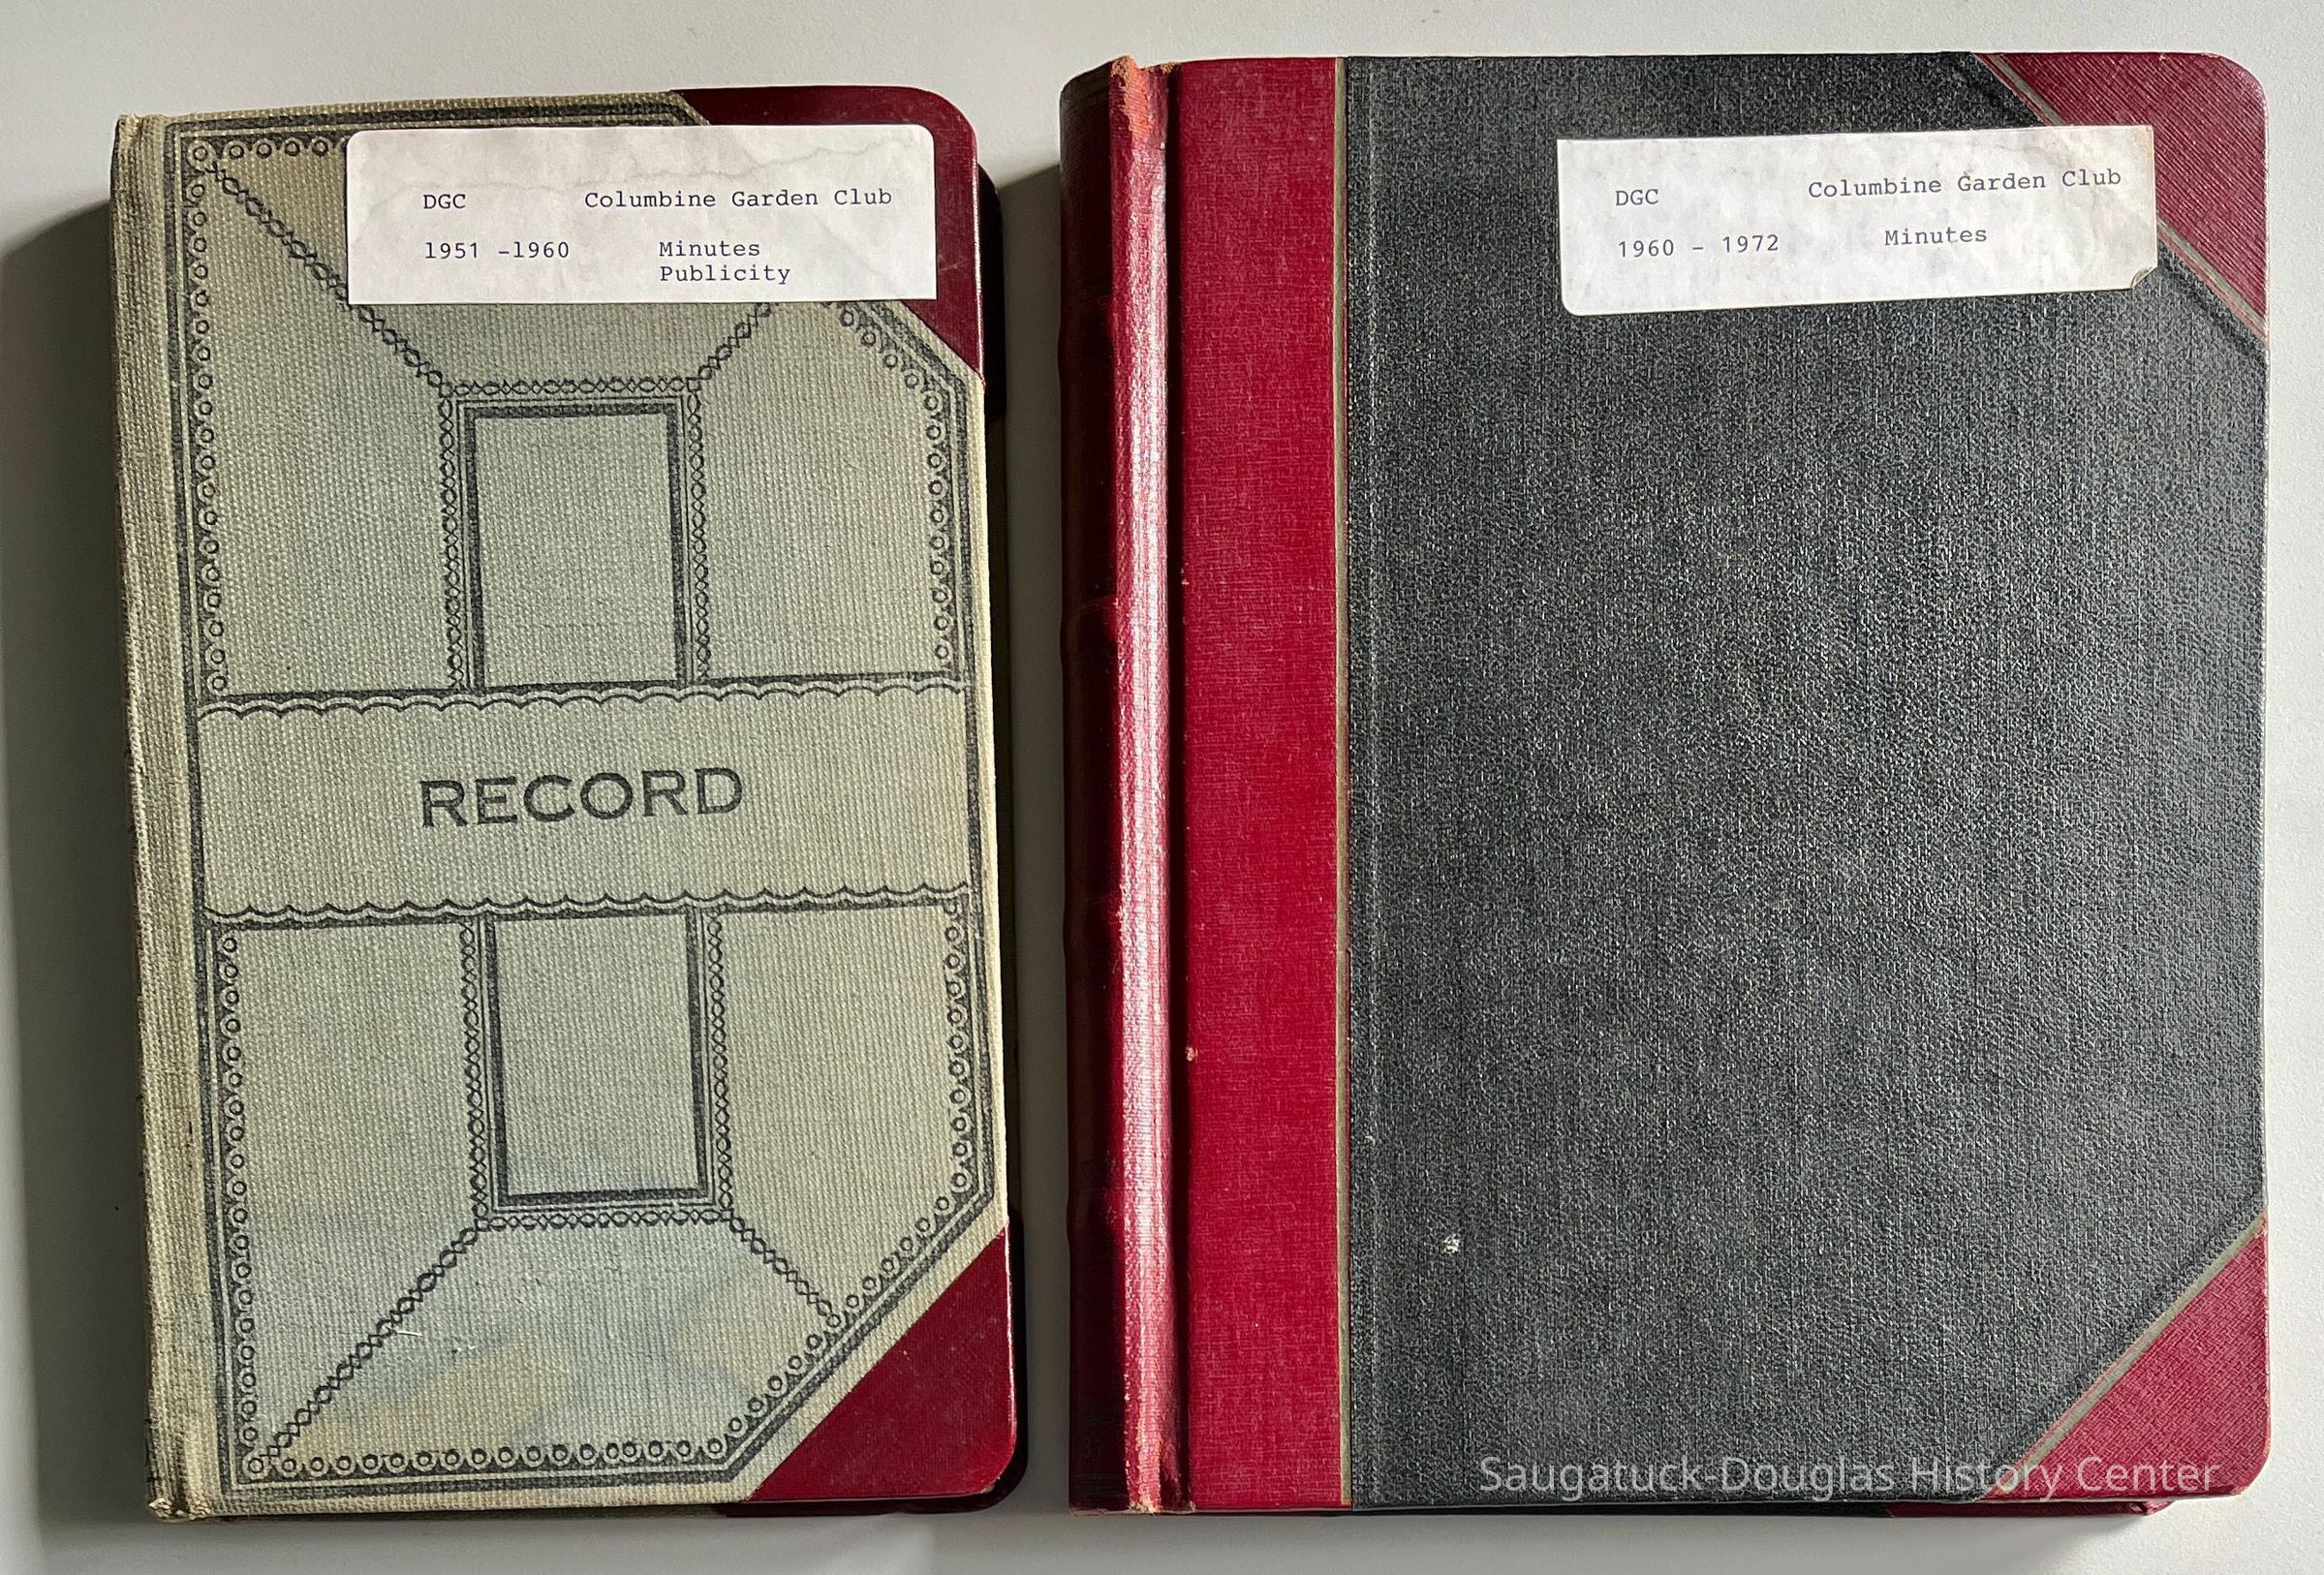 DGC Columbine Garden Club
1951 -1960 Minutes
Publicity
RECORD
DGC Columbine Garden Club
1960 - 1972 Minutes
Saugatuck-Douglas History Center